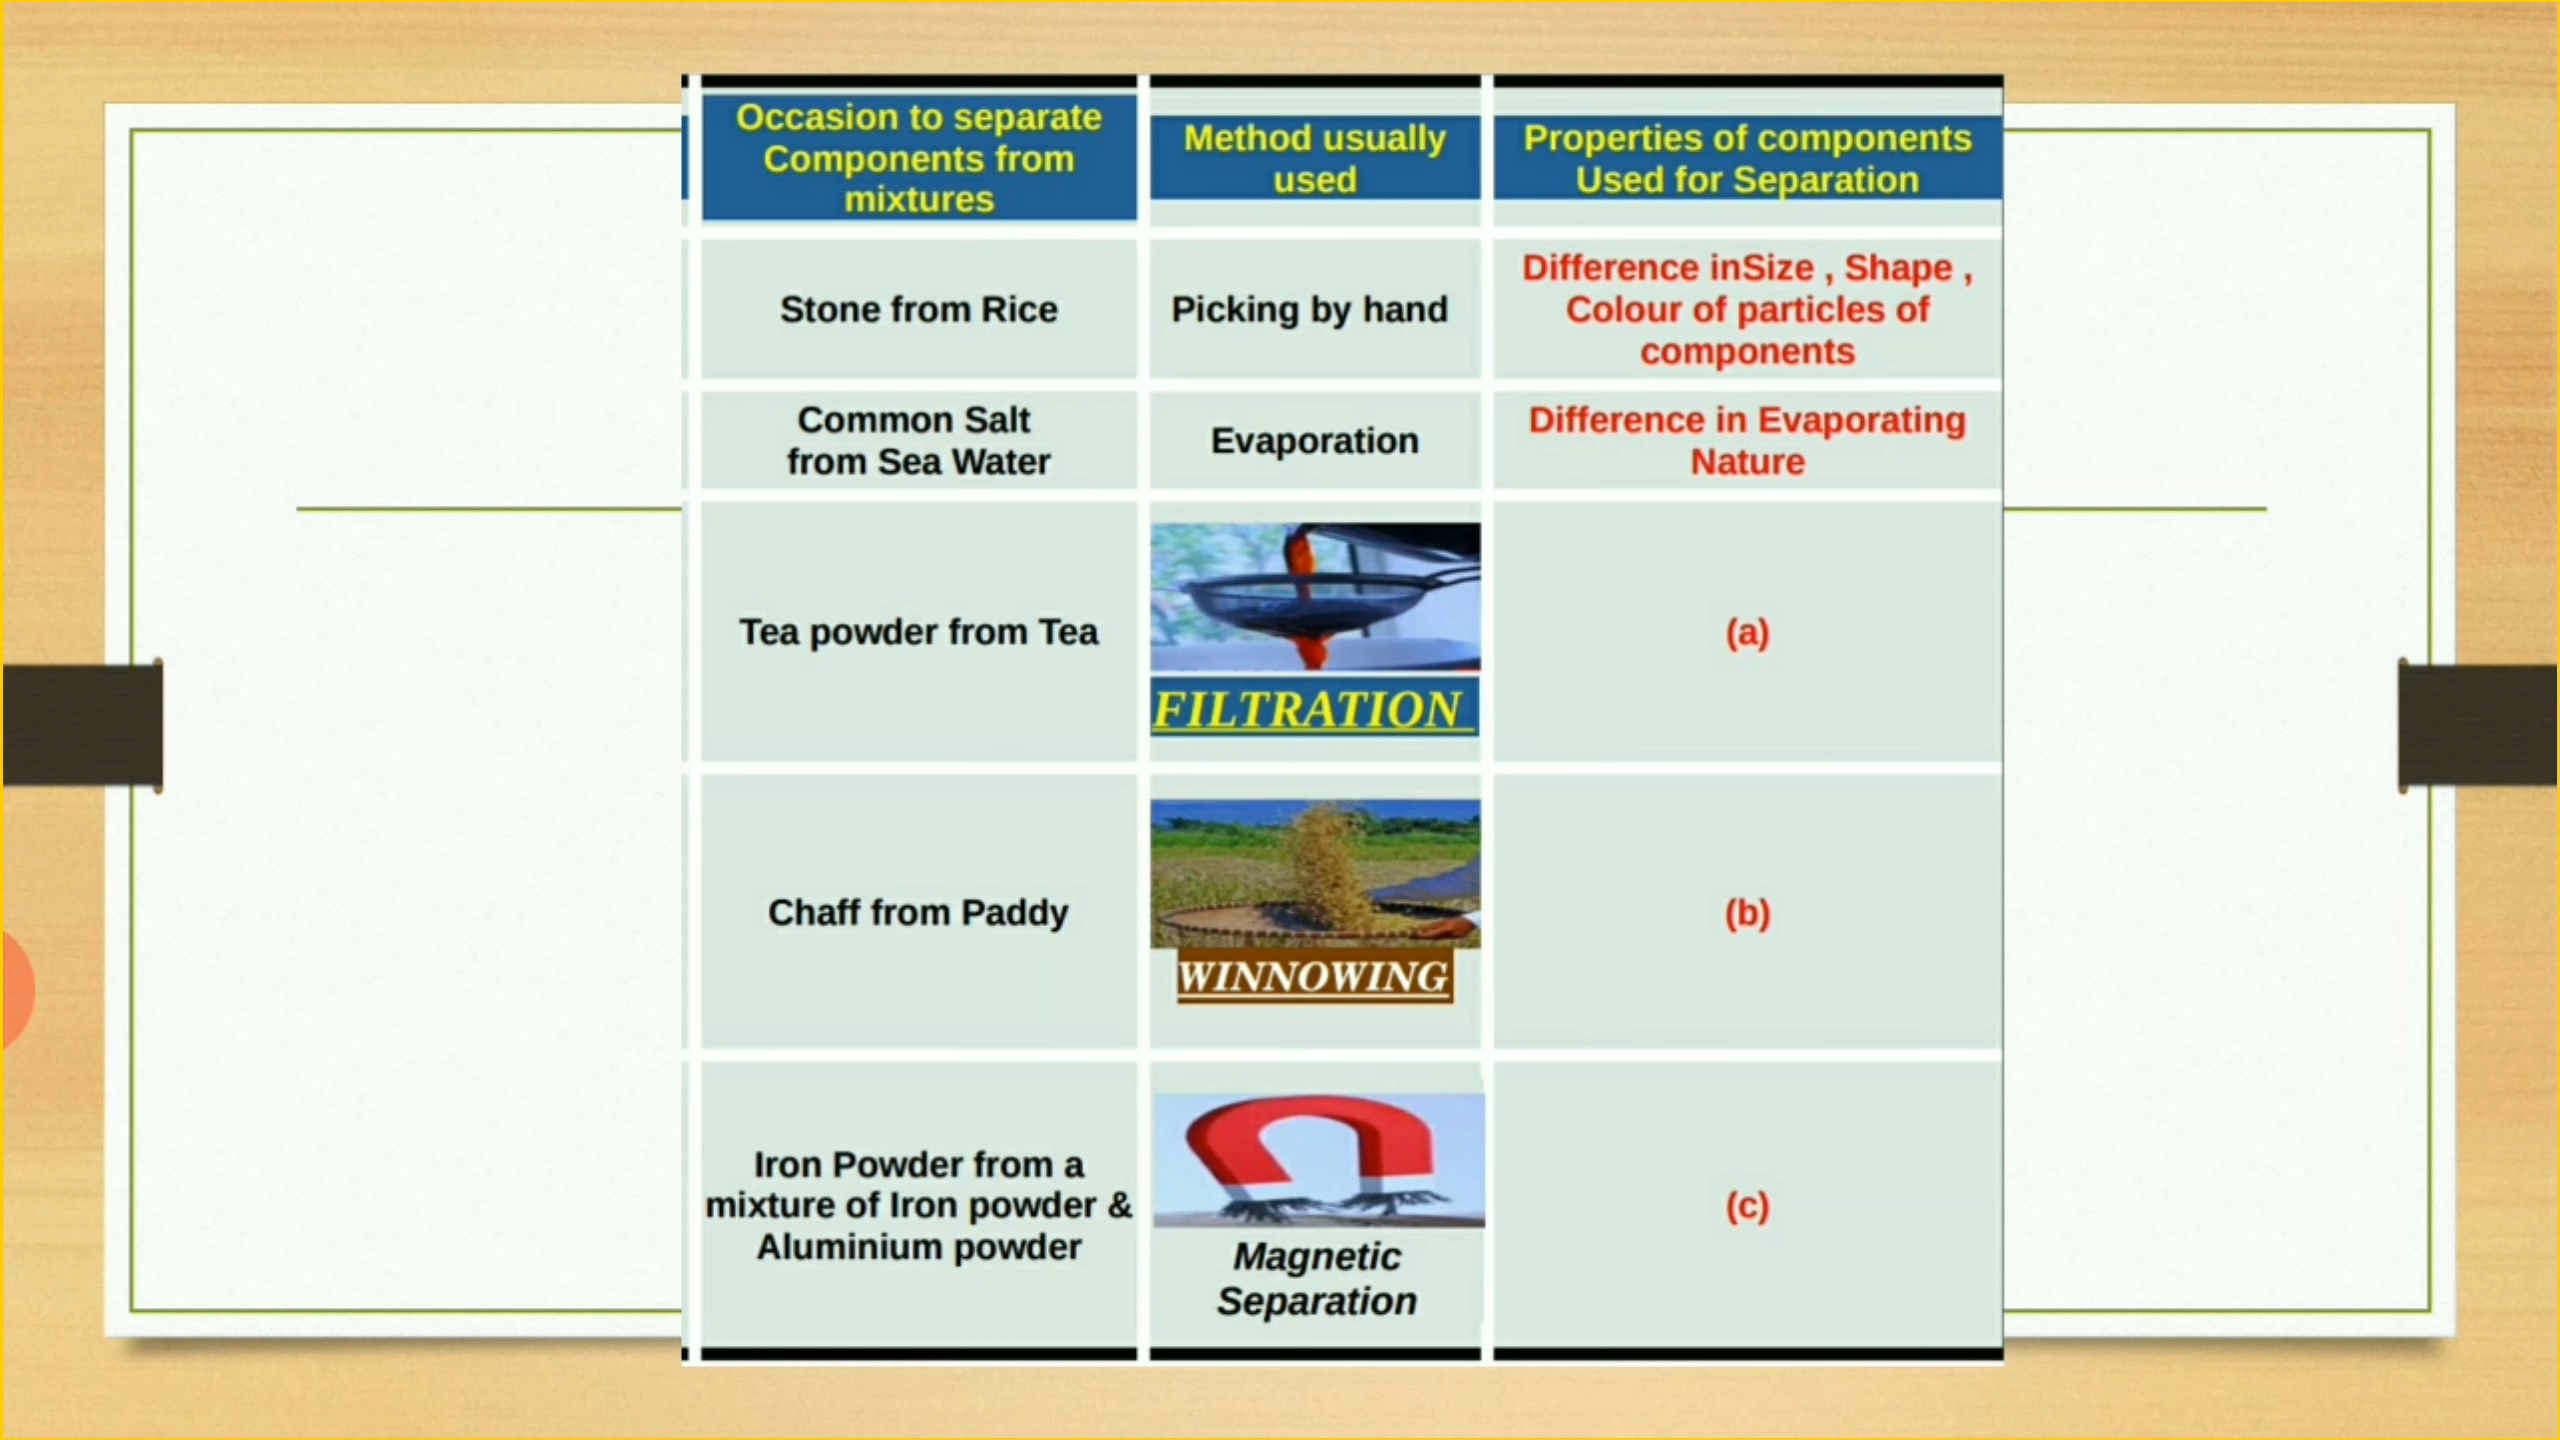 Occasion to separate
Components from
mixtures
Method usually
used
Properties of components
Used for Separation
Stone from Rice
Picking by hand
Difference inSize , Shape ,
Colour of particles of
components
Common Salt
from Sea Water
Evaporation
Difference in Evaporating
Nature
Tea powder from Tea
FILTRATION
(a)
Chaff from Paddy
WINNOWING
(b)
Iron Powder from a
mixture of Iron powder &
Aluminium powder
Magnetic
Separation
(c)